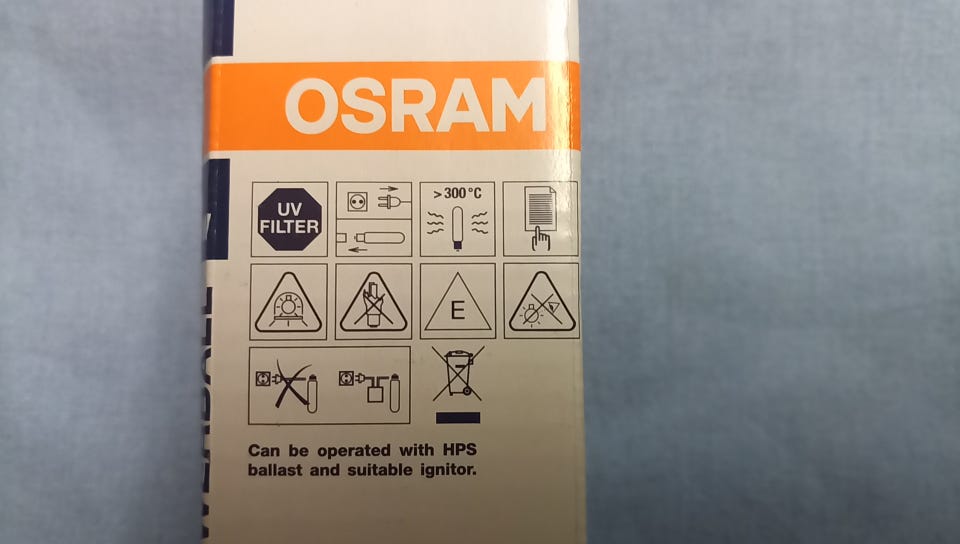 OSRAM
UV
FILTER
>300°C
E
Can be operated with HPS
ballast and suitable ignitor.